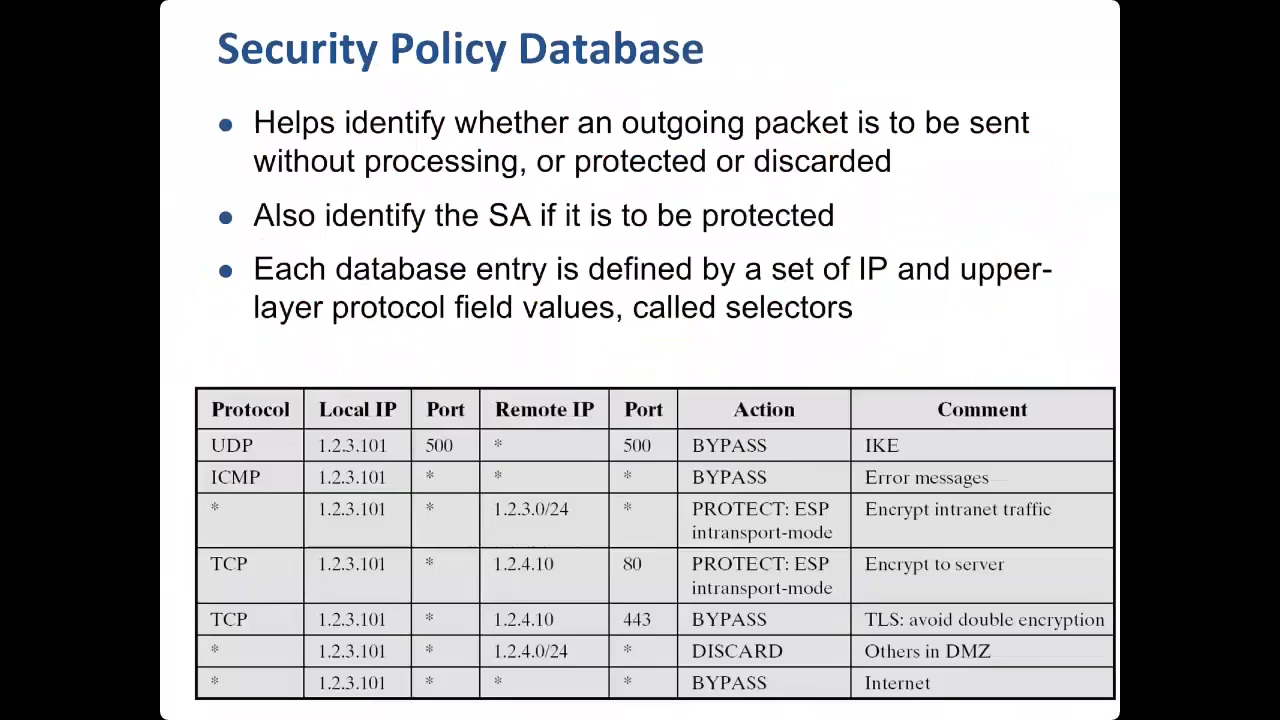 Security Policy Database
● Helps identify whether an outgoing packet is to be sent
without processing, or protected or discarded
● Also identify the SA if it is to be protected
● Each database entry is defined by a set of IP and upper-
layer protocol field values, called selectors
Protocol Local IP Port Remote IP Port Action Comment
UDP 1.2.3.101 500 * 500 BYPASS IKE
ICMP 1.2.3.101 * * * BYPASS Error messages
* 1.2.3.101 * 1.2.3.0/24 * PROTECT: ESP Encrypt intranet traffic
intransport-mode
TCP 1.2.3.101 * 1.2.4.10 80 PROTECT: ESP Encrypt to server
intransport-mode
TCP 1.2.3.101 * 1.2.4.10 443 BYPASS TLS: avoid double encryption
* 1.2.3.101 * 1.2.4.0/24 * DISCARD Others in DMZ
* 1.2.3.101 * * * BYPASS Internet